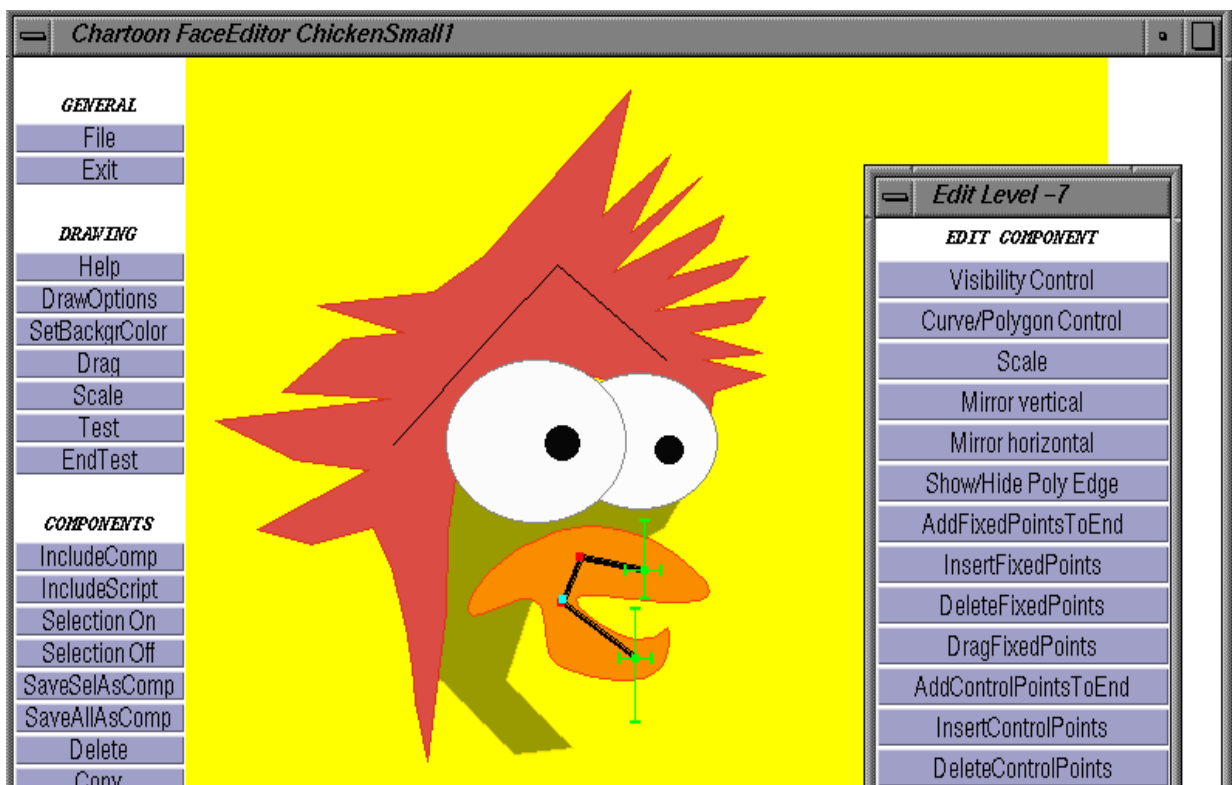 Chartoon FaceEditor ChickenSmall1
GENERAL
File
Exit
DRAWING
Help
DrawOptions
SetBackgrColor
Drag
Scale
Test
EndTest
COMPONENTS
IncludeComp
IncludeScript
Selection On
Selection Off
SaveSelAsComp
SaveAllAsComp
Delete
Copy
Edit Level -7
EDIT COMPONENT
Visibility Control
Curve/Polygon Control
Scale
Mirror vertical
Mirror horizontal
Show/Hide Poly Edge
AddFixedPointsToEnd
InsertFixedPoints
DeleteFixedPoints
DragFixedPoints
AddControlPointsToEnd
InsertControlPoints
DeleteControlPoints